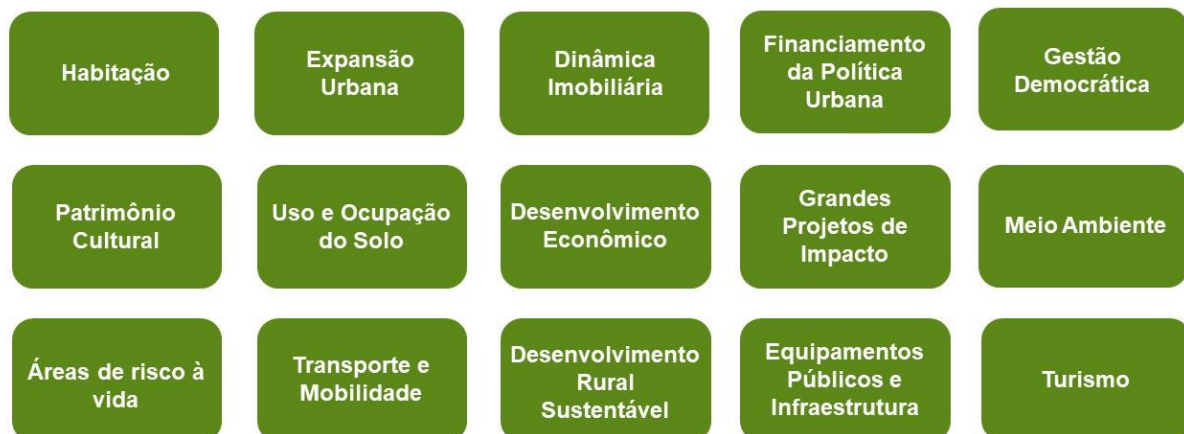 Habitação
Expansão
Urbana
Dinâmica
Imobiliária
Financiamento
da Política
Urbana
Gestão
Democrática
Patrimônio
Cultural
Uso e Ocupação
do Solo
Desenvolvimento
Econômico
Grandes
Projetos de
Impacto
Meio Ambiente
Áreas de risco à
vida
Transporte e
Mobilidade
Desenvolvimento
Rural
Sustentável
Equipamentos
Públicos e
Infraestrutura
Turismo